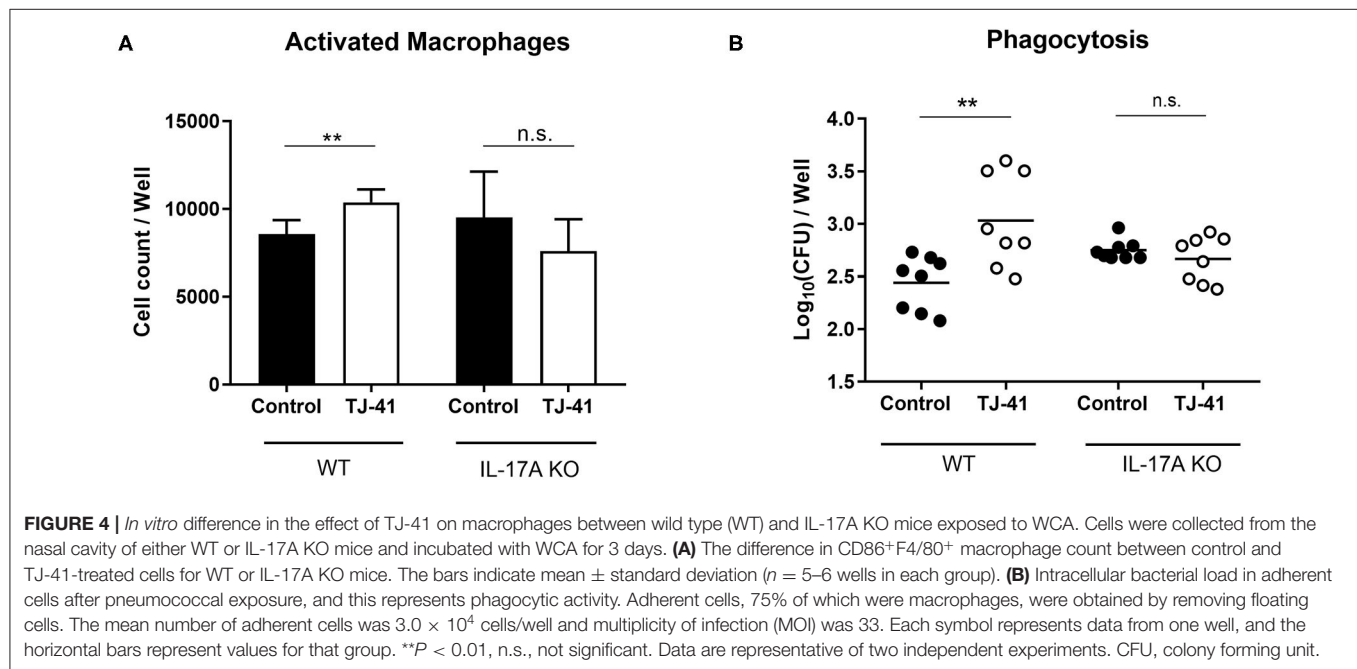 A
Activated Macrophages
Cell count / Well
15000
10000
5000
0
**
n.s.
Control
TJ-41
Control
TJ-41
WT
IL-17A KO
B
Phagocytosis
Log10(CFU) / Well
4.0
3.5
3.0
2.5
2.0
1.5
**
n.s.
Control
TJ-41
Control
TJ-41
WT
IL-17A KO
FIGURE 4 | In vitro difference in the effect of TJ-41 on macrophages between wild type (WT) and IL-17A KO mice exposed to WCA. Cells were collected from the
nasal cavity of either WT or IL-17A KO mice and incubated with WCA for 3 days. (A) The difference in CD86+F4/80+ macrophage count between control and
TJ-41-treated cells for WT or IL-17A KO mice. The bars indicate mean ± standard deviation (n = 5–6 wells in each group). (B) Intracellular bacterial load in adherent
cells after pneumococcal exposure, and this represents phagocytic activity. Adherent cells, 75% of which were macrophages, were obtained by removing floating
cells. The mean number of adherent cells was 3.0 × 10⁴ cells/well and multiplicity of infection (MOI) was 33. Each symbol represents data from one well, and the
horizontal bars represent values for that group. **P < 0.01, n.s., not significant. Data are representative of two independent experiments. CFU, colony forming unit.